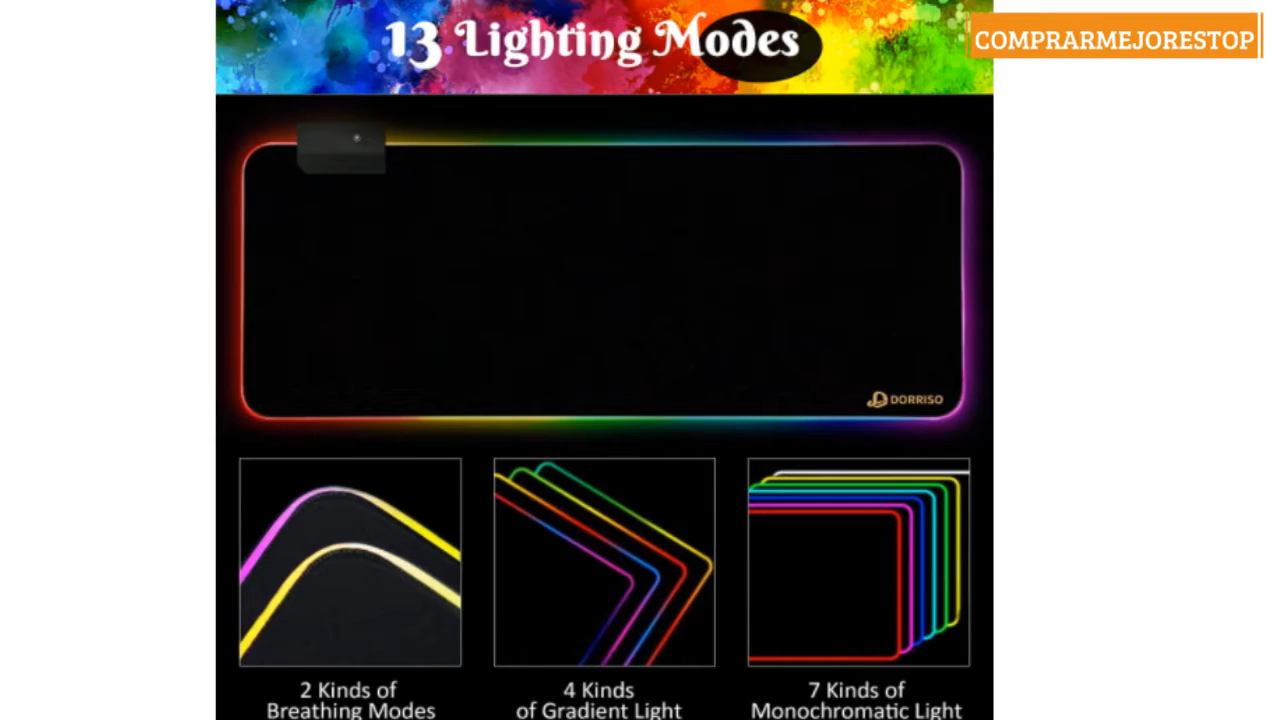 13 Lighting Modes
COMPRARMEJORESTOP
DORRISO
2 Kinds of
Breathing Modes
4 Kinds
of Gradient Light
7 Kinds of
Monochromatic Light